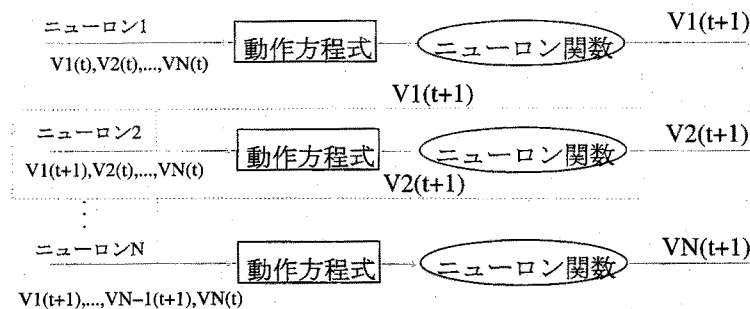 ニューロン1
V1(t),V2(t),...,VN(t)
動作方程式
ニューロン関数
V1(t+1)
V1(t+1)
ニューロン2
V1(t+1),V2(t),...,VN(t)
動作方程式
ニューロン関数
V2(t+1)
V2(t+1)
ニューロンN
V1(t+1),...,VN−1(t+1),VN(t)
動作方程式
ニューロン関数
VN(t+1)